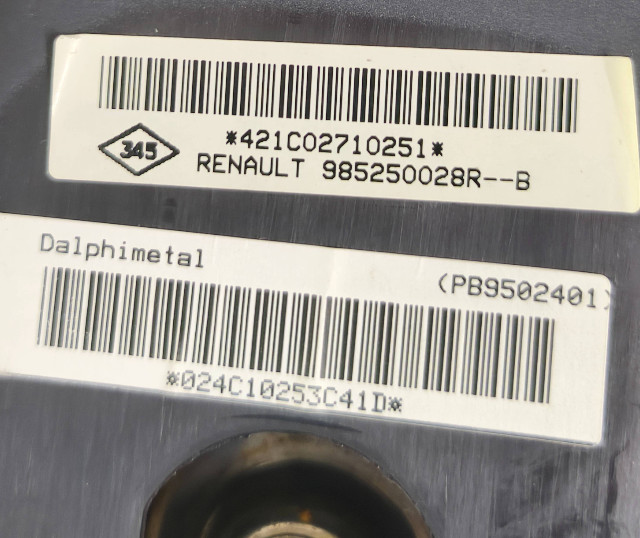 *421C02710251*
345
RENAULT 985250028R--B
Dalphimetal
(PB9502401)
*024C10253C41D*